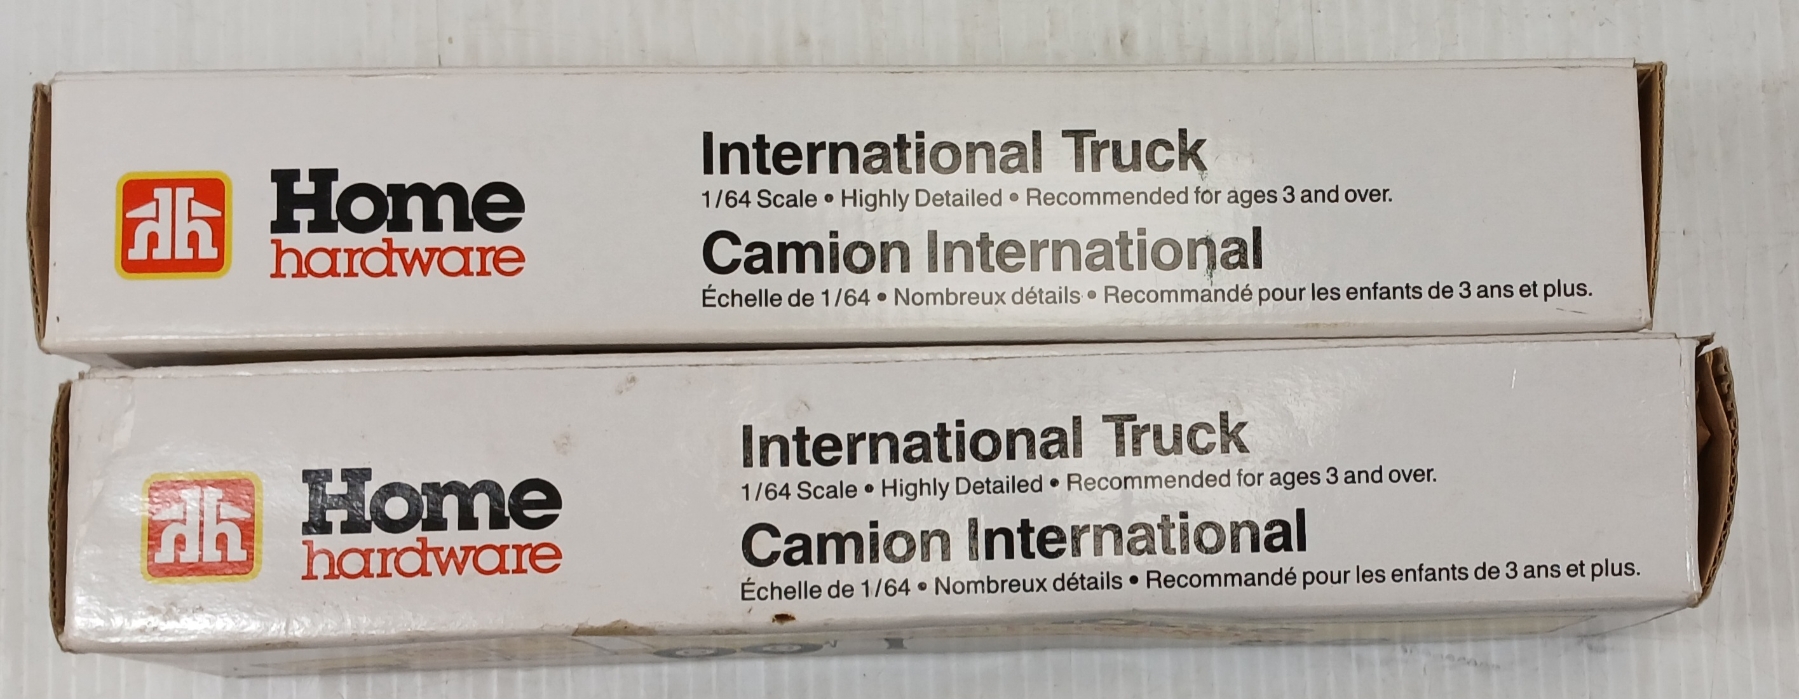 Home
hardware
International Truck
1/64 Scale • Highly Detailed • Recommended for ages 3 and over.
Camion International
Échelle de 1/64 • Nombreux détails • Recommandé pour les enfants de 3 ans et plus.
Home
hardware
International Truck
1/64 Scale • Highly Detailed • Recommended for ages 3 and over.
Camion International
Échelle de 1/64 • Nombreux détails • Recommandé pour les enfants de 3 ans et plus.